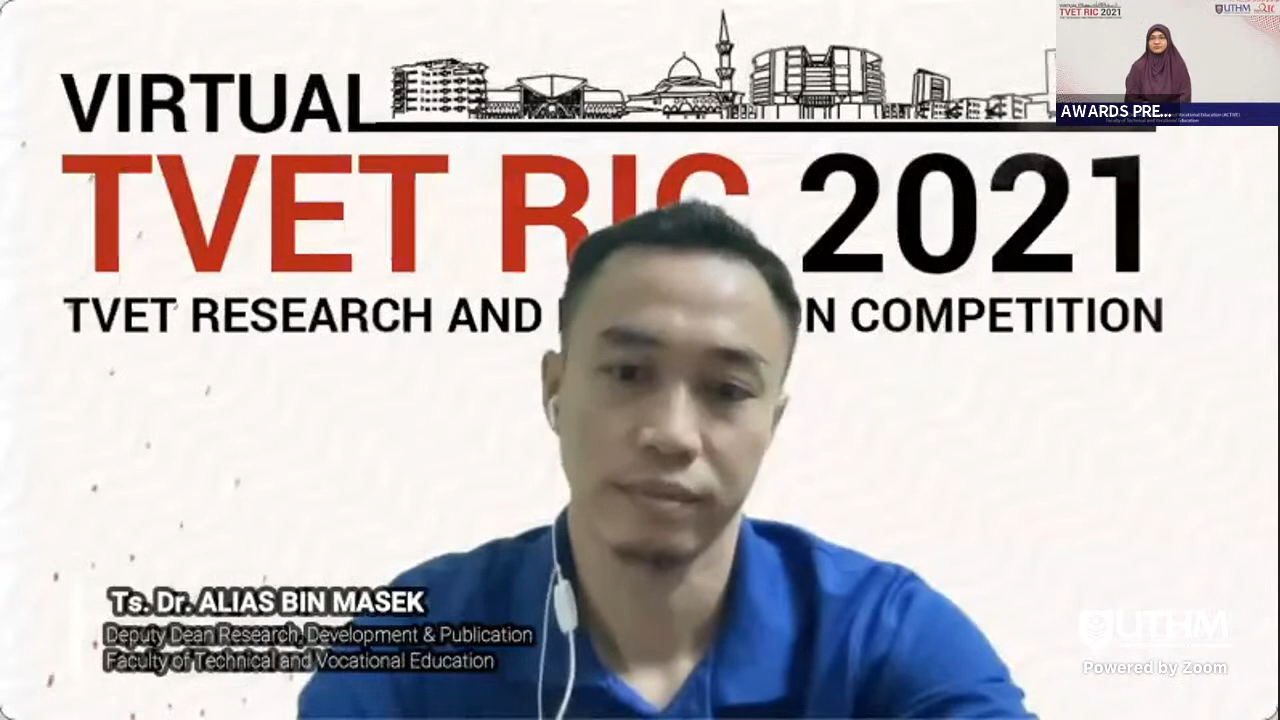 VIRTUAL
TVET RIC 2021
TVET RESEARCH AND N COMPETITION
TVET RIC 2021
UTHM
AWARDS PRE...
Ts. Dr. ALIAS BIN MASEK
Deputy Dean Research, Development & Publication
Faculty of Technical and Vocational Education
UTHM
Powered by Zoom